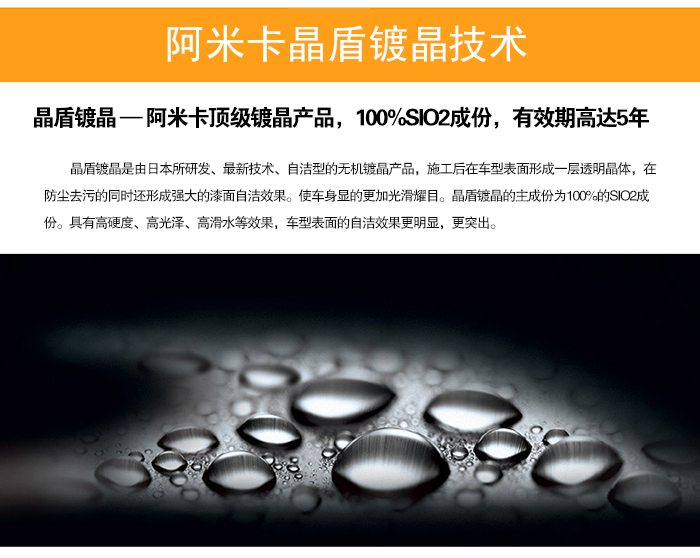 阿米卡晶盾镀晶技术
晶盾镀晶 — 阿米卡顶级镀晶产品，100%SIO2成份，有效期高达5年
晶盾镀晶是由日本所研发、最新技术、自洁型的无机镀晶产品，施工后在车型表面形成一层透明晶体，在
防尘去污的同时还形成强大的漆面自洁效果。使车身显的更加光滑耀目。晶盾镀晶的主成份为100%的SIO2成
份。具有高硬度、高光泽、高滑水等效果，车型表面的自洁效果更明显，更突出。